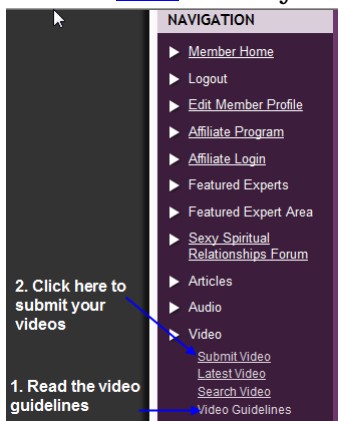 NAVIGATION
Member Home
Logout
Edit Member Profile
Affiliate Program
Affiliate Login
Featured Experts
Featured Expert Area
Sexy Spiritual
Relationships Forum
Articles
Audio
Video
Submit Video
Latest Video
Search Video
Video Guidelines
2. Click here to
submit your
videos
1. Read the video
guidelines